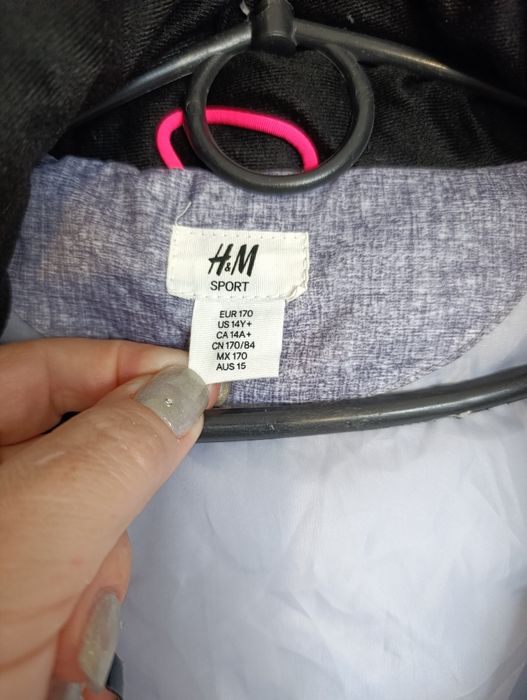 H&M
SPORT
EUR 170
US 14Y+
CA 14A+
CN 170/84
MX 170
AUS 15